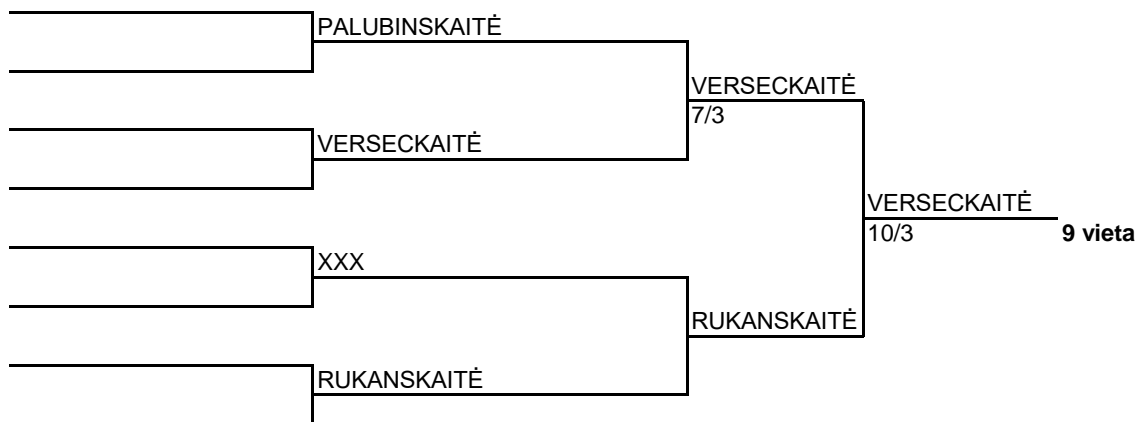 PALUBINSKAITĖ
VERSECKAITĖ
7/3
VERSECKAITĖ
VERSECKAITĖ
10/3
9 vieta
XXX
RUKANSKAITĖ
RUKANSKAITĖ